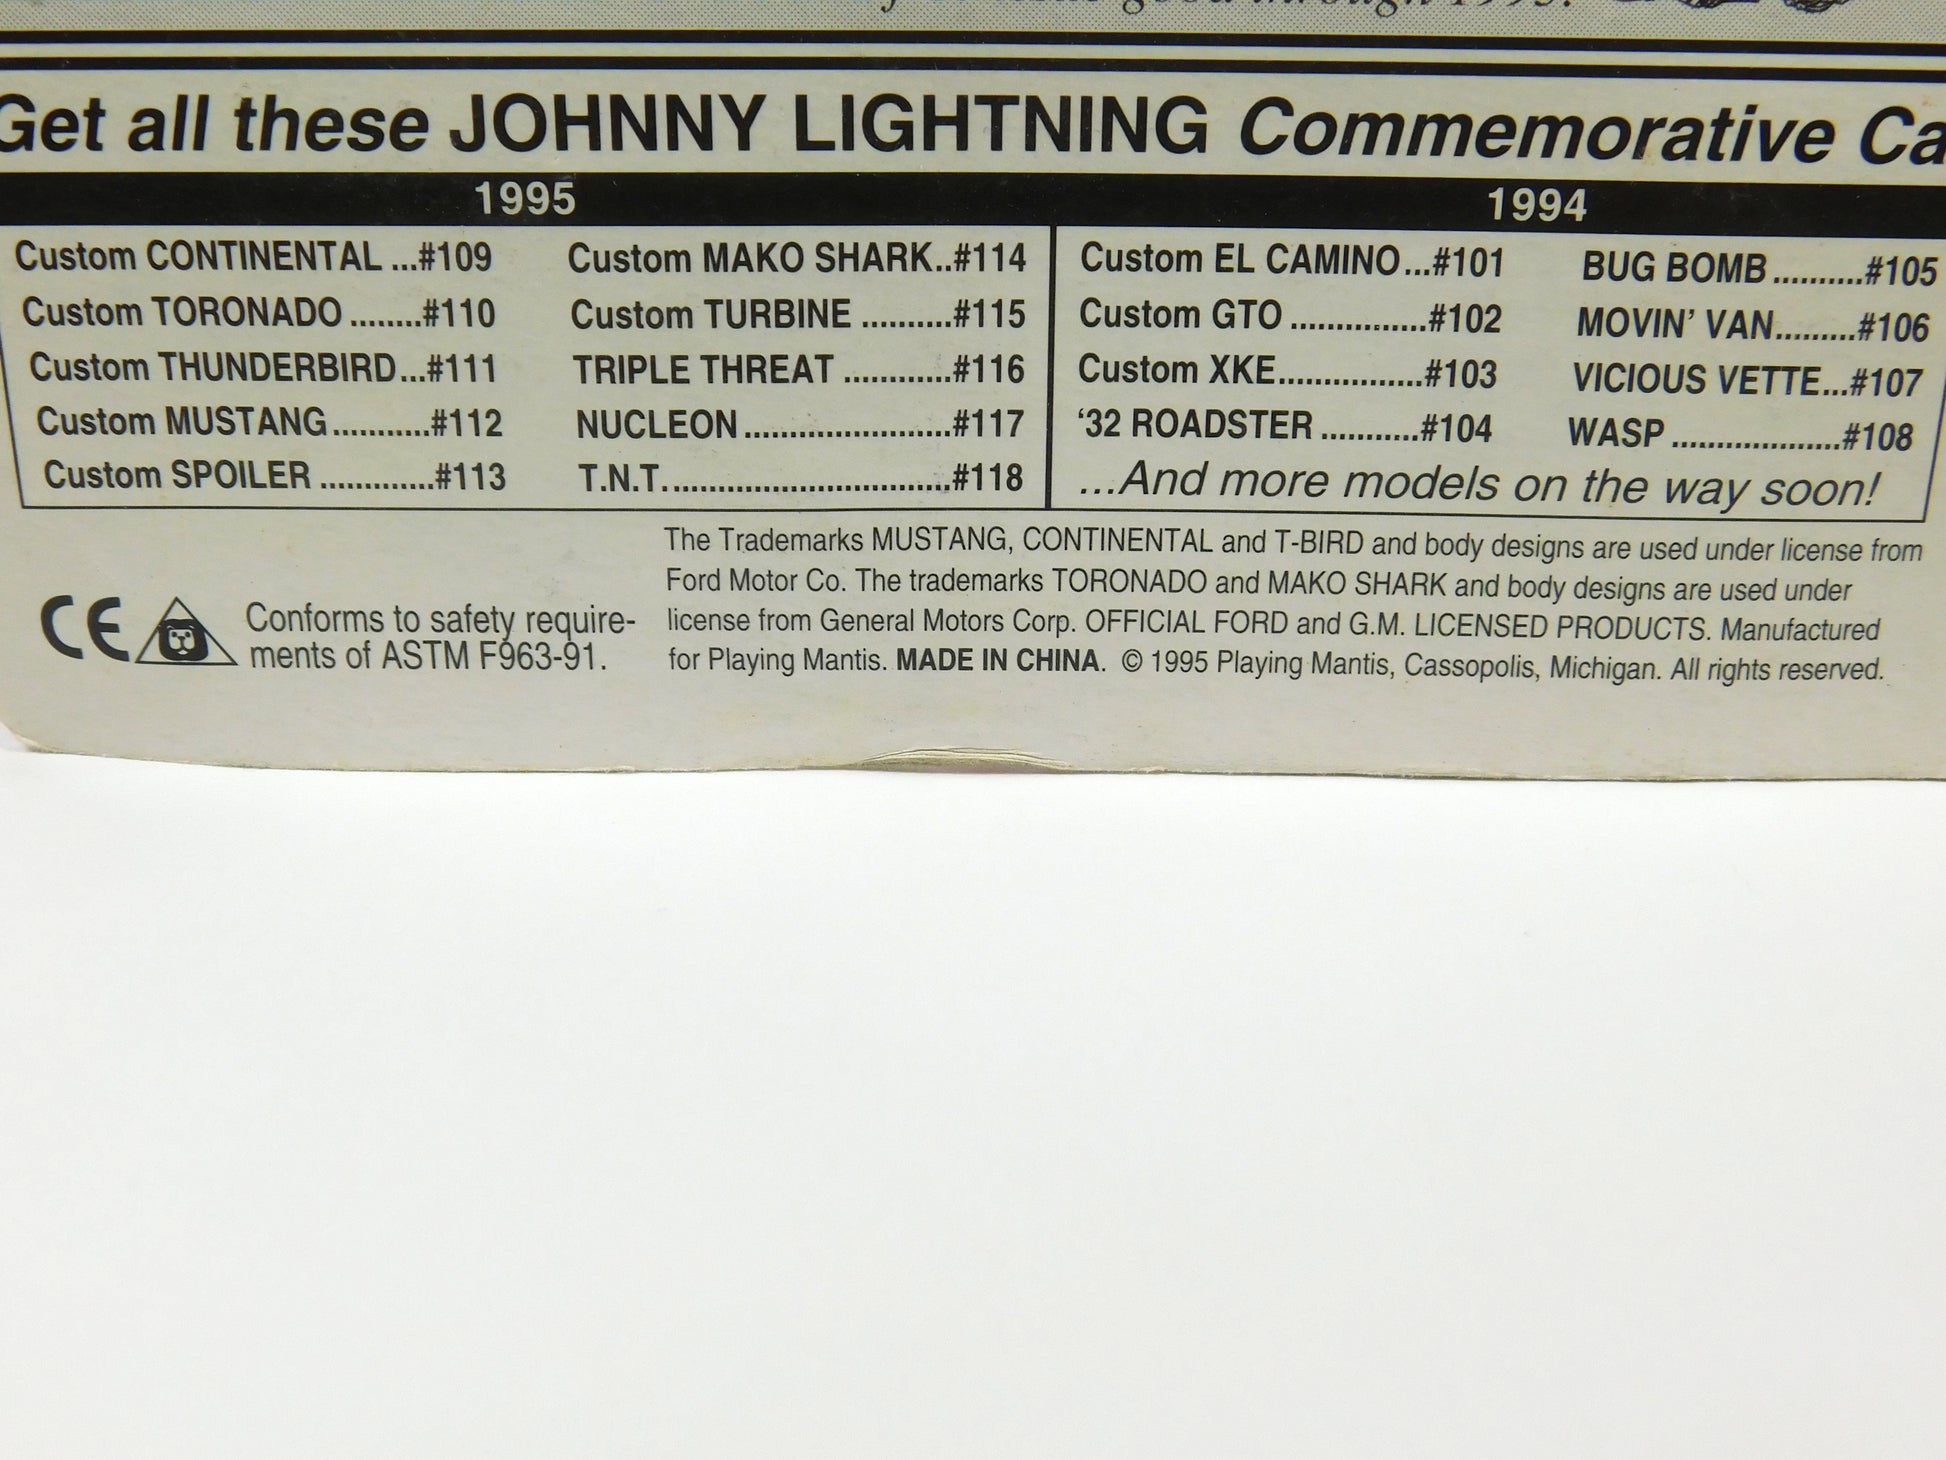 good through 1995.
Get all these JOHNNY LIGHTNING Commemorative
1995
Custom CONTINENTAL ...#109
Custom TORONADO ........#110
Custom THUNDERBIRD...#111
Custom MUSTANG...........#112
Custom SPOILER .............#113
Custom MAKO SHARK..#114
Custom TURBINE ..........#115
TRIPLE THREAT ............#116
NUCLEON.......................#117
T.N.T................................#118
1994
Custom EL CAMINO...#101
Custom GTO ...............#102
Custom XKE................#103
‘32 ROADSTER ...........#104
BUG BOMB..........#105
MOVIN’ VAN.........#106
VICIOUS VETTE...#107
WASP ...................#108
...And more models on the way soon!
CE
Conforms to safety require-
ments of ASTM F963-91.
The Trademarks MUSTANG, CONTINENTAL and T-BIRD and body designs are used under license from
Ford Motor Co. The trademarks TORONADO and MAKO SHARK and body designs are used under
license from General Motors Corp. OFFICIAL FORD and G.M. LICENSED PRODUCTS. Manufactured
for Playing Mantis. MADE IN CHINA. © 1995 Playing Mantis, Cassopolis, Michigan. All rights reserved.